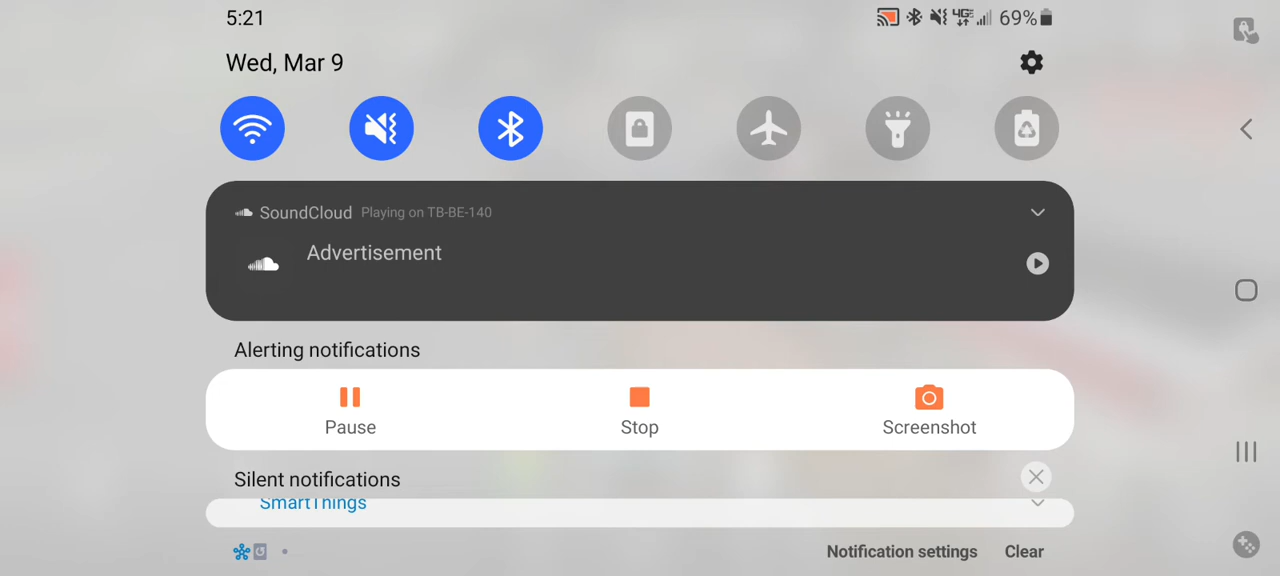 5:21
4GE 69%
Wed, Mar 9
SoundCloud Playing on TB-BE-140
Advertisement
Alerting notifications
Pause Stop Screenshot
Silent notifications
SmartThings
Notification settings Clear